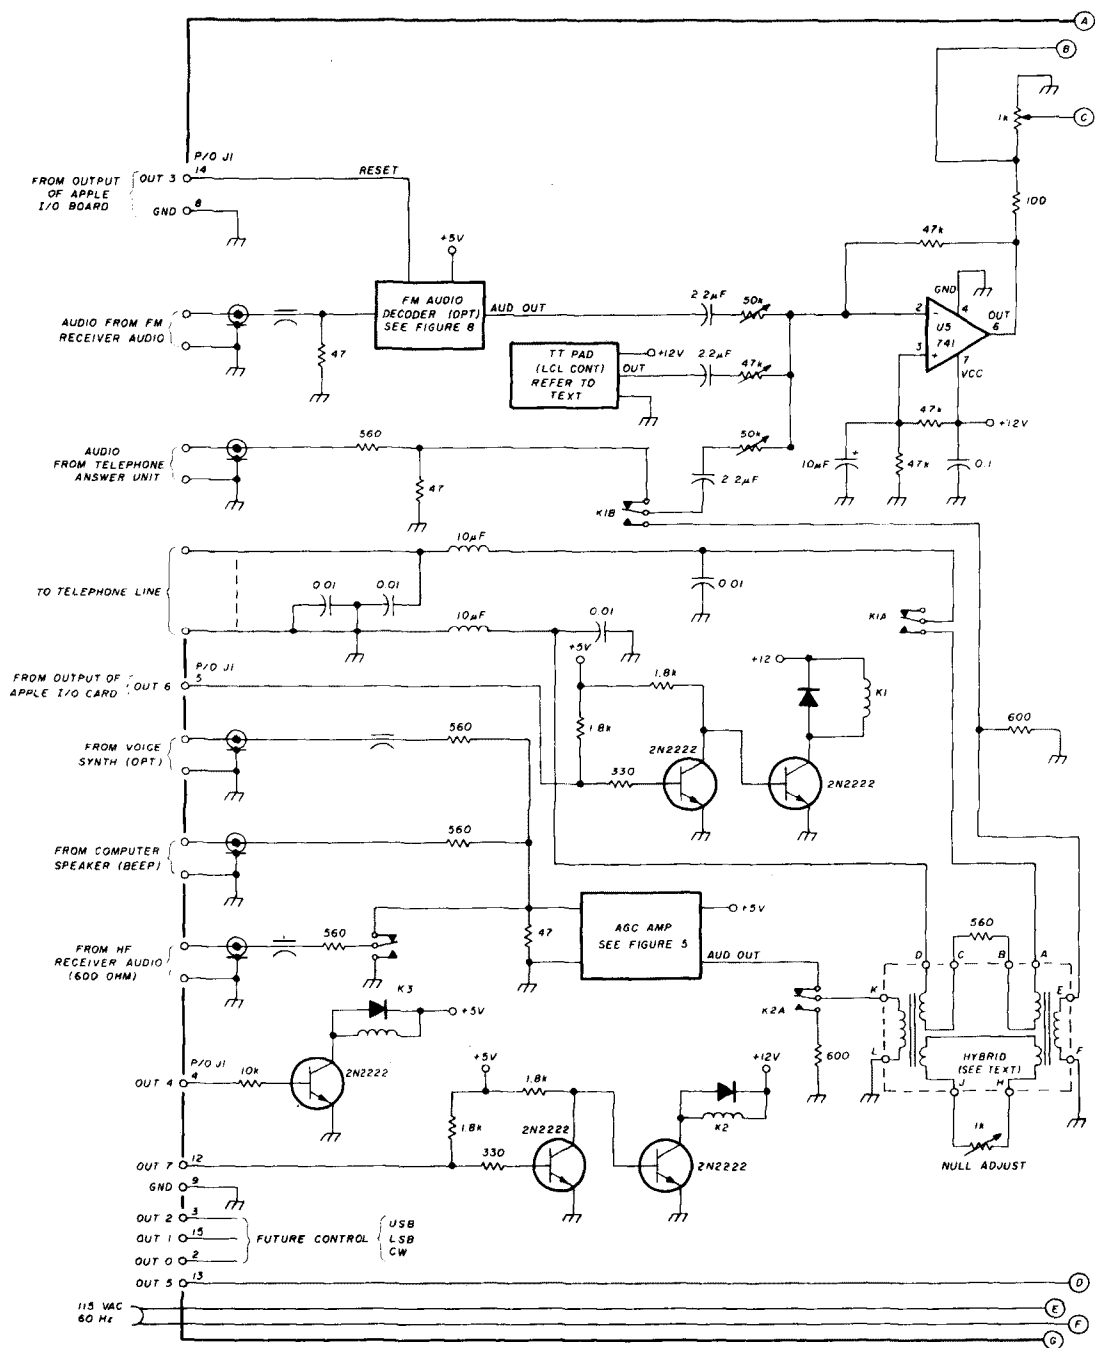 A
B
1k
C
P/O J1
14
FROM OUTPUT
OF APPLE
I/O BOARD
OUT 3
RESET
8
GND
100
+5V
47k
AUDIO FROM FM
RECEIVER AUDIO
FM AUDIO
DECODER (OPT)
SEE FIGURE 8
AUD OUT
2.2µF
50k
GND
4
2
-
U5
741
OUT
6
3
+
7
VCC
47
TT PAD
(LCL CONT)
REFER TO
TEXT
+12V
OUT
2.2µF
47k
47k
+12V
AUDIO
FROM TELEPHONE
ANSWER UNIT
560
50k
10µF
+
47k
0.1
47
2.2µF
K1B
10µF
TO TELEPHONE LINE
0.01
0.01
0.01
K1A
10µF
0.01
+5V
+12
P/O J1
5
FROM OUTPUT OF
APPLE I/O CARD
OUT 6
1.8k
K1
1.8k
600
FROM VOICE
SYNTH (OPT)
560
2N2222
330
2N2222
560
FROM COMPUTER
SPEAKER (BEEP)
AGC AMP
SEE FIGURE 5
+5V
FROM HF
RECEIVER AUDIO
(600 OHM)
560
47
AUD OUT
560
D
C
B
A
K
E
K3
+5V
K2A
L
F
HYBRID
(SEE TEXT)
J
H
P/O J1
OUT 4
4
10k
2N2222
+5V
1.8k
+12V
600
1.8k
2N2222
K2
1k
NULL ADJUST
330
2N2222
OUT 7
12
GND
9
OUT 2
3
OUT 1
15
OUT 0
2
FUTURE CONTROL
USB
LSB
CW
OUT 5
13
D
115 VAC
60 Hz
E
F
G